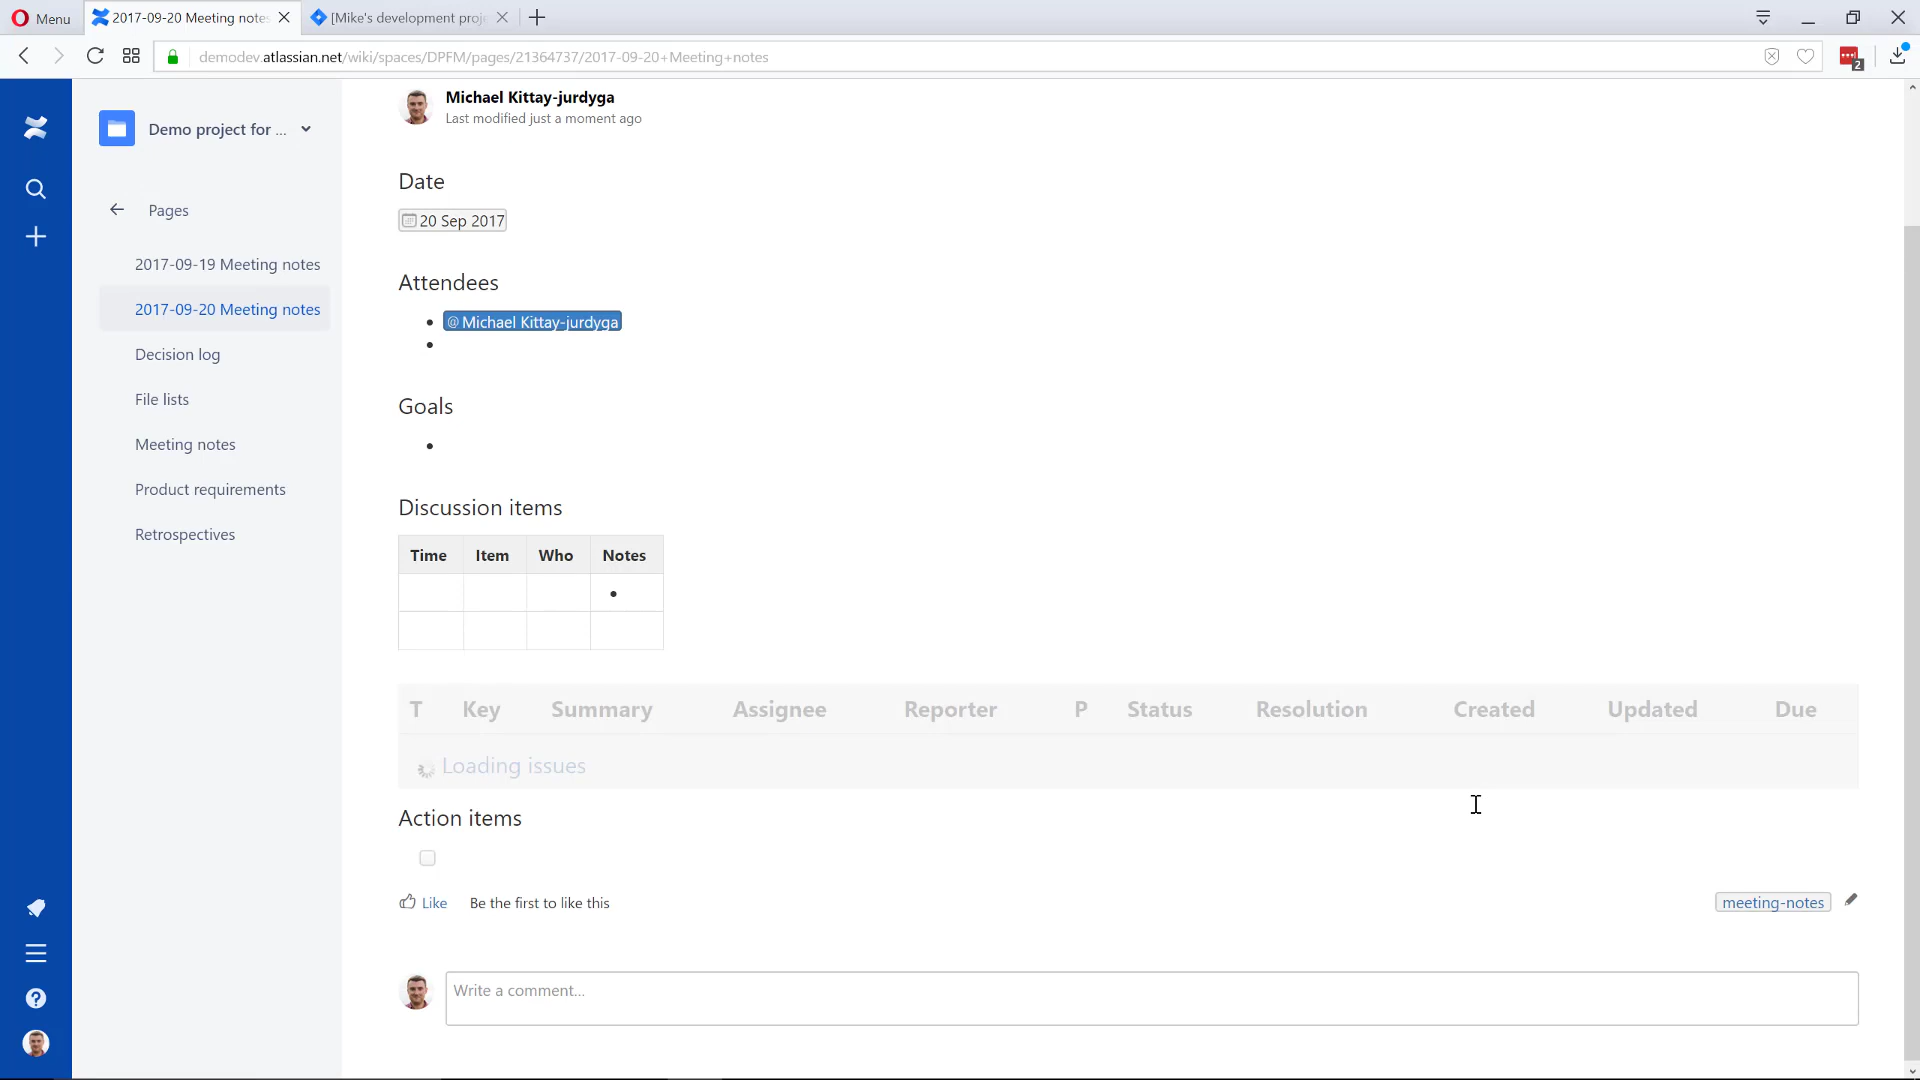 Menu
2017-09-20 Meeting note
[Mike's development proj
demodev.atlassian.net/wiki/spaces/DPFM/pages/21364737/2017-09-20+Meeting+notes
2
Demo project for ...
Pages
2017-09-19 Meeting notes
2017-09-20 Meeting notes
Decision log
File lists
Meeting notes
Product requirements
Retrospectives
Michael Kittay-jurdyga
Last modified just a moment ago
Date
20 Sep 2017
Attendees
• @ Michael Kittay-jurdyga
•
Goals
•
Discussion items
Time Item Who Notes
•
T Key Summary Assignee Reporter P Status Resolution Created Updated Due
Loading issues
Action items
Like Be the first to like this
meeting-notes
Write a comment...